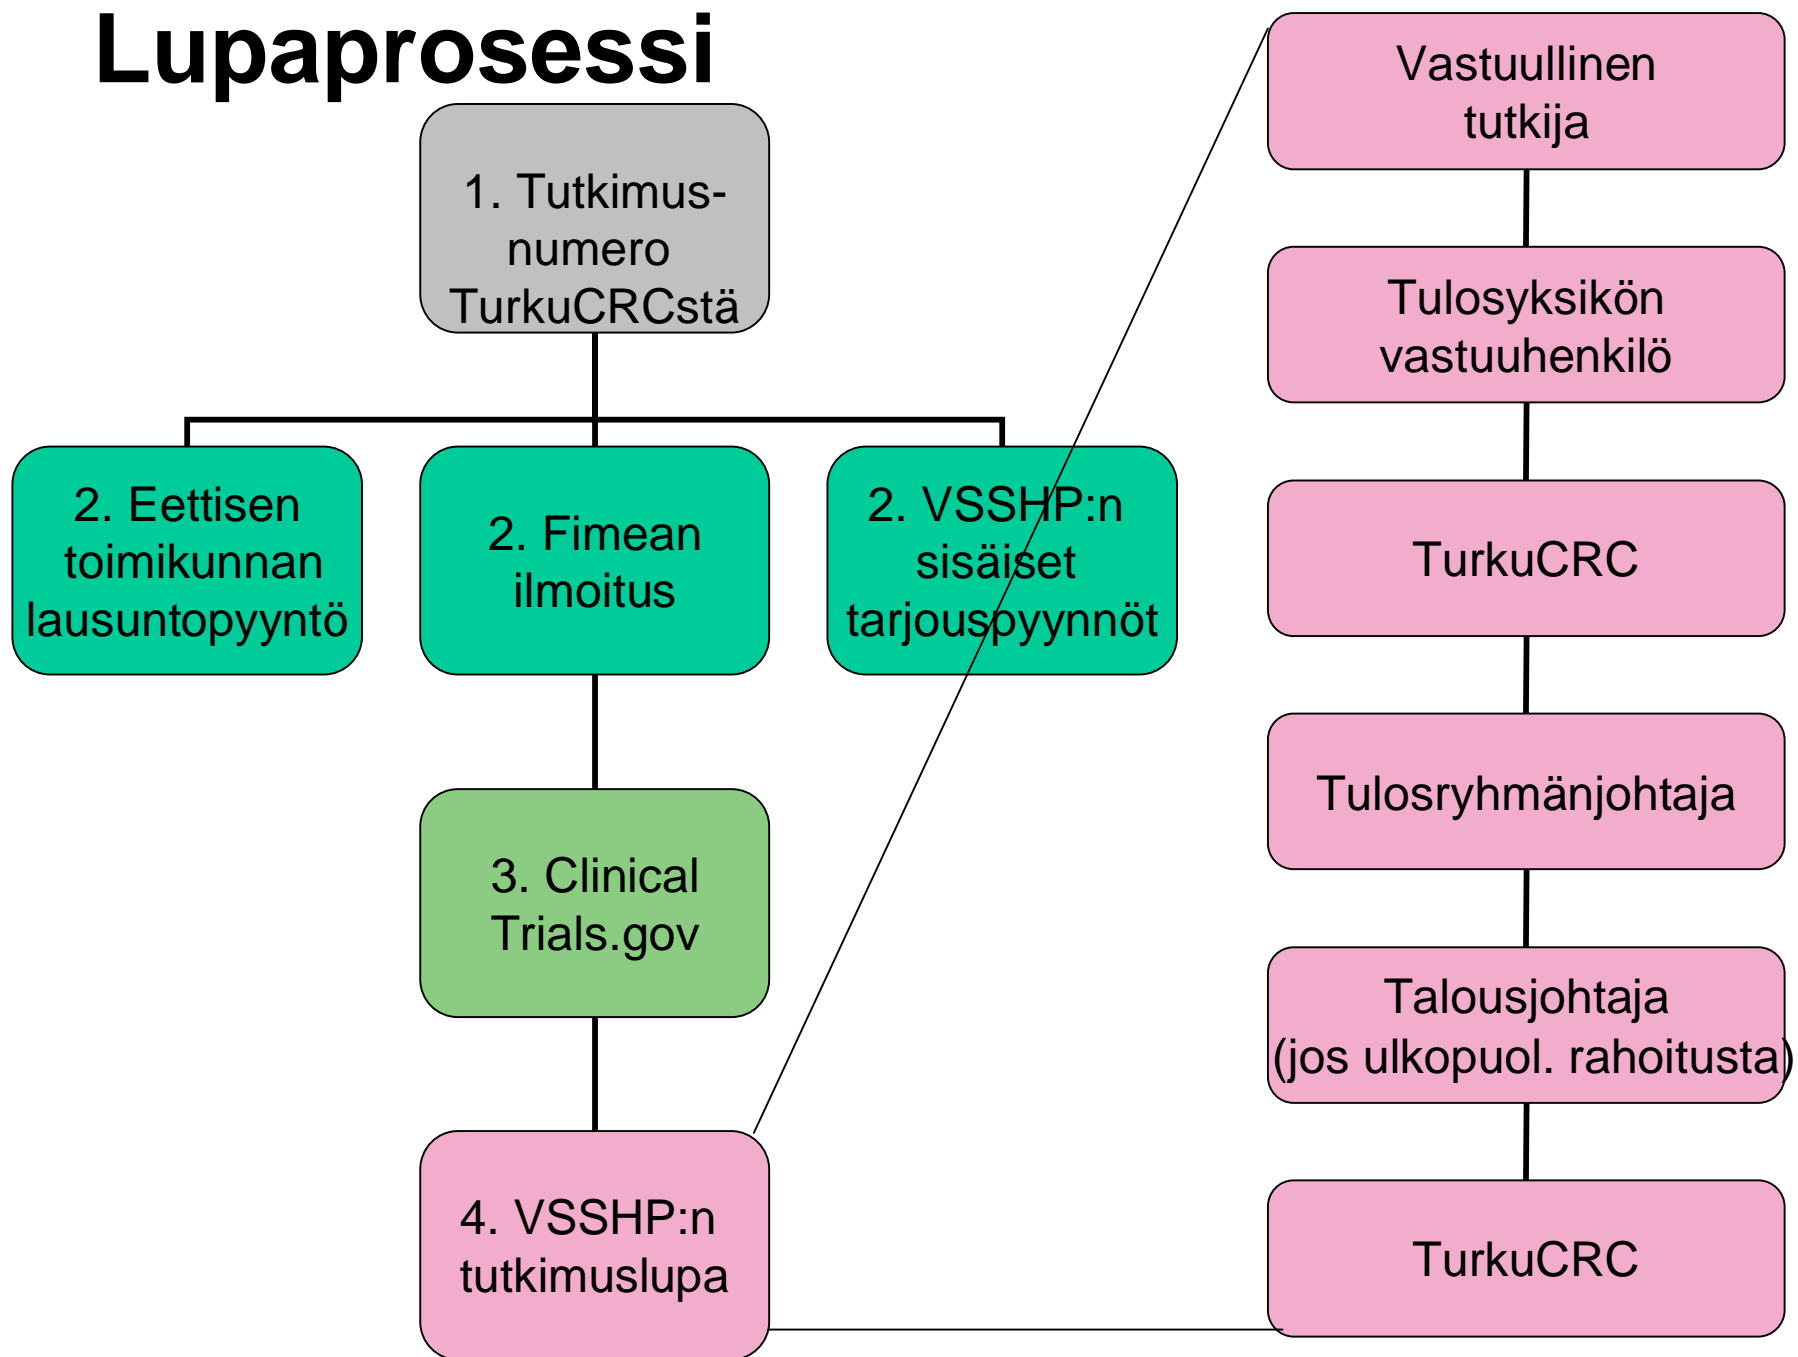 Lupaprosessi
1. Tutkimus-
numero
TurkuCRCstä
2. Eettisen
toimikunnan
lausuntopyyntö
2. Fimean
ilmoitus
2. VSSHP:n
sisäiset
tarjouspyynnöt
3. Clinical
Trials.gov
4. VSSHP:n
tutkimuslupa
Vastuullinen
tutkija
Tulosyksikön
vastuuhenkilö
TurkuCRC
Tulosryhmänjohtaja
Talousjohtaja
(jos ulkopuol. rahoitusta)
TurkuCRC